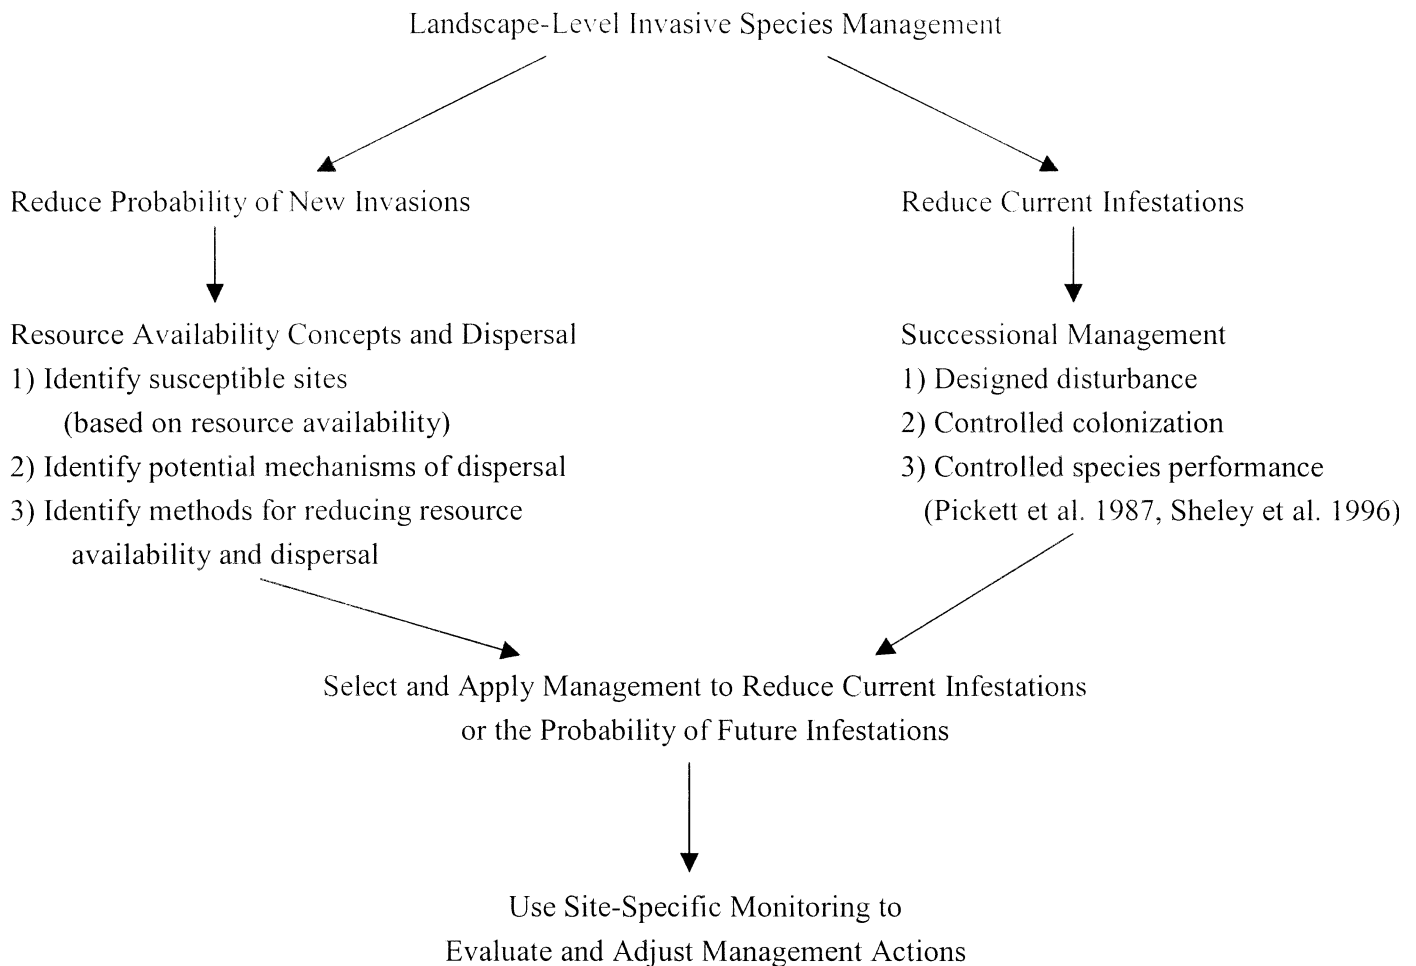 Landscape-Level Invasive Species Management
Reduce Probability of New Invasions
Resource Availability Concepts and Dispersal
1) Identify susceptible sites
(based on resource availability)
2) Identify potential mechanisms of dispersal
3) Identify methods for reducing resource
availability and dispersal
Reduce Current Infestations
Successional Management
1) Designed disturbance
2) Controlled colonization
3) Controlled species performance
(Pickett et al. 1987, Sheley et al. 1996)
Select and Apply Management to Reduce Current Infestations
or the Probability of Future Infestations
Use Site-Specific Monitoring to
Evaluate and Adjust Management Actions